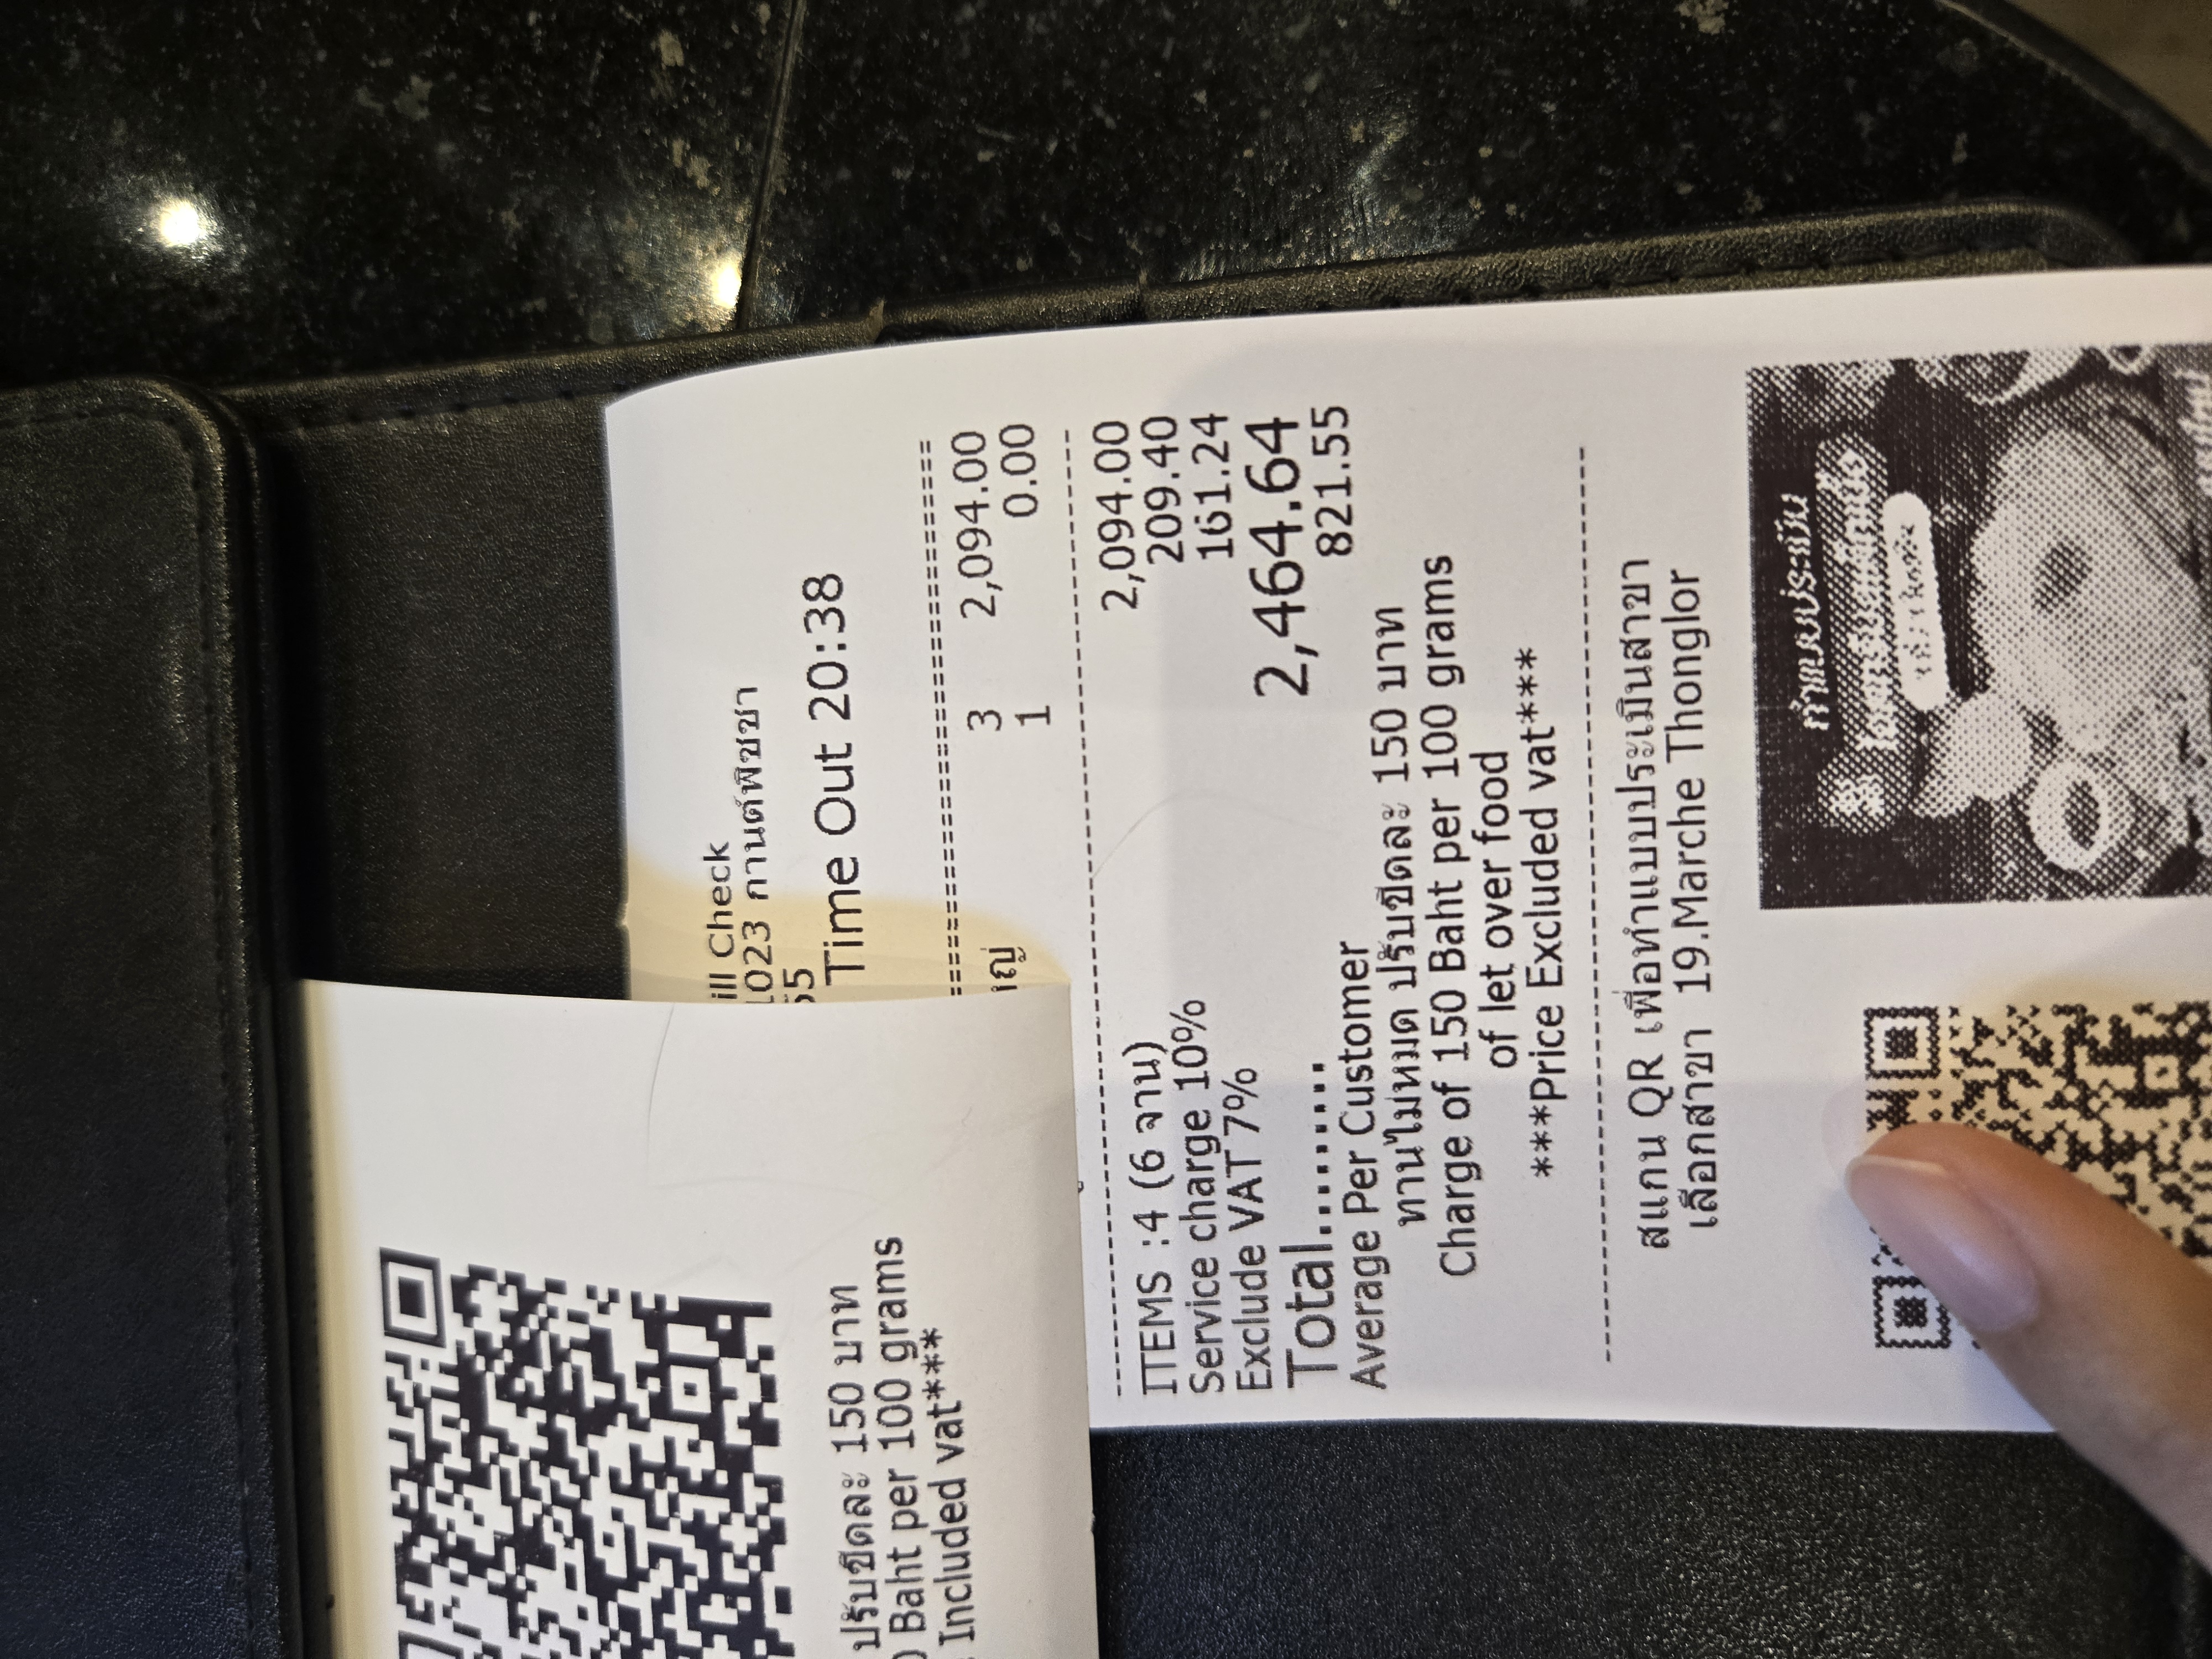 ill Check
1023 กานต์พิชชา
55
Time Out 20:38
หญ่ 3 2,094.00
1 0.00
ITEMS :4 (6 จาน) 2,094.00
Service charge 10% 209.40
Exclude VAT 7% 161.24
Total......... 2,464.64
Average Per Customer 821.55
ทานไม่หมด ปรับขีดละ 150 บาท
Charge of 150 Baht per 100 grams
of let over food
***Price Excluded vat***
สแกน QR เพื่อทำแบบประเมินสาขา
เลือกสาขา 19.Marche Thonglor
ทำแบบประเมิน
ปรับขีดละ 150 บาท
0 Baht per 100 grams
Included vat***